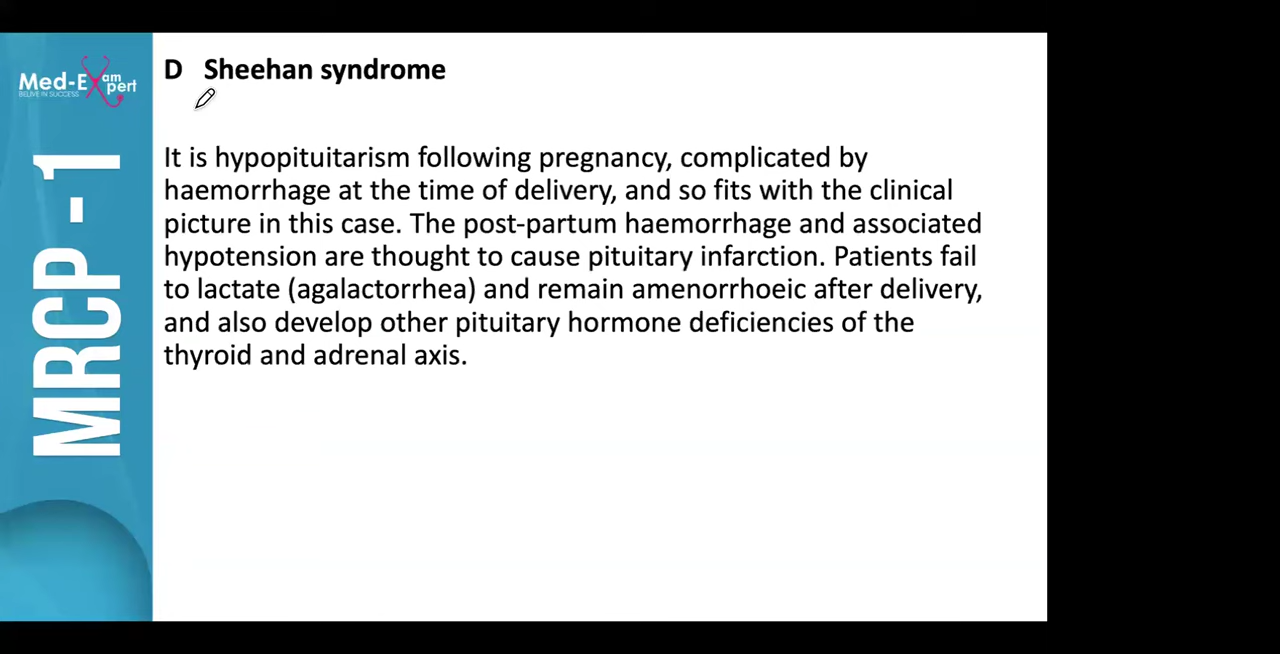 Med-Exam
pert
BELIVE IN SUCCESS
MRCP - 1
D Sheehan syndrome
It is hypopituitarism following pregnancy, complicated by
haemorrhage at the time of delivery, and so fits with the clinical
picture in this case. The post-partum haemorrhage and associated
hypotension are thought to cause pituitary infarction. Patients fail
to lactate (agalactorrhea) and remain amenorrhoeic after delivery,
and also develop other pituitary hormone deficiencies of the
thyroid and adrenal axis.